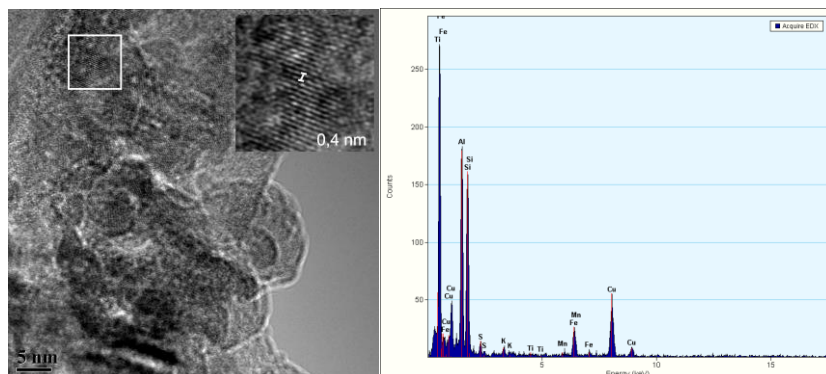 0,4 nm
5 nm
Acquire EDX
Fe
Ti
250
200
Al
Si
Si
150
Counts
100
Cu
Cu
50
Cu
Fe
S
S
K
K
Ti
Ti
Mn
Mn
Fe
Fe
Cu
Cu
5
10
15